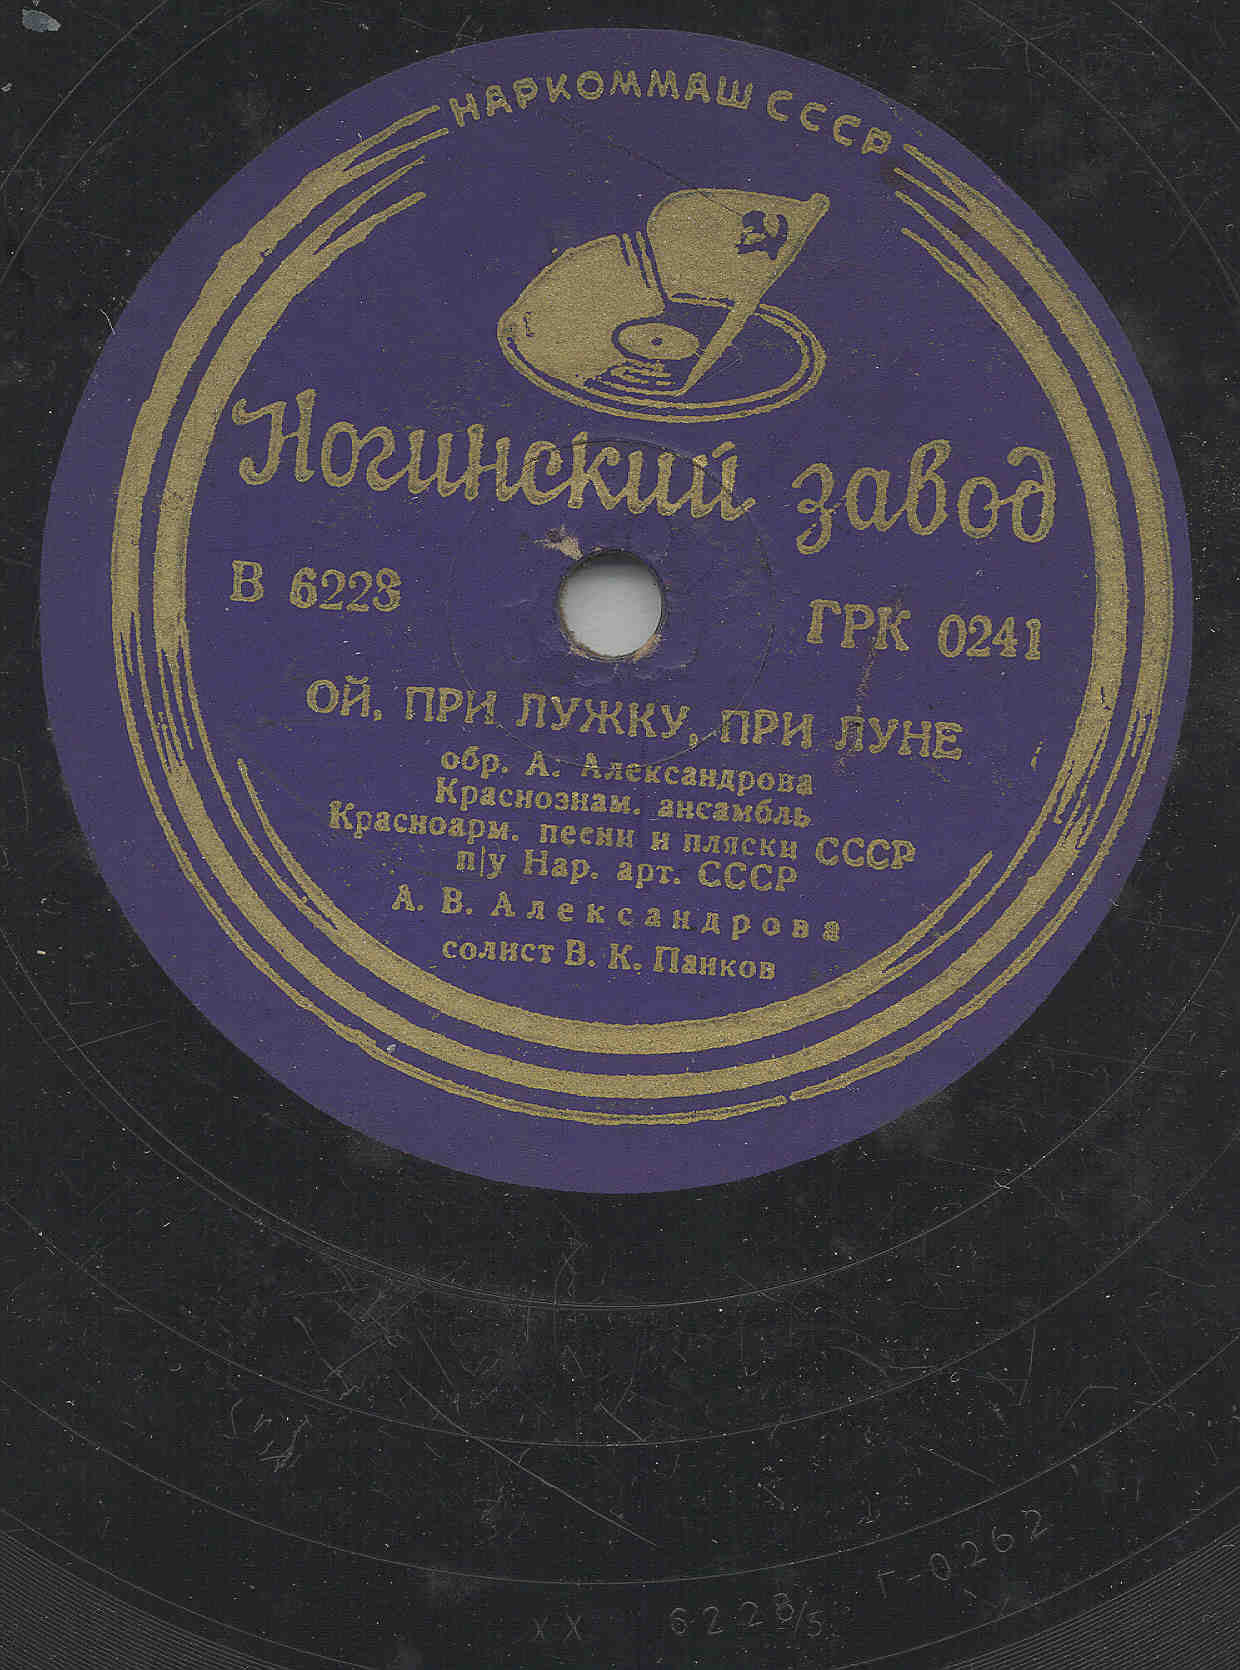 НАРКОММАШ СССР
Ногинский завод
В 6228
ГРК 0241
ОЙ, ПРИ ЛУЖКУ, ПРИ ЛУНЕ
обр. А. Александрова
Краснознам. ансамбль
Красноарм. песни и пляски СССР
п/у Нар. арт. СССР
А. В. Александрова
солист В. К. Панков
Г-0262
XX 6228/5